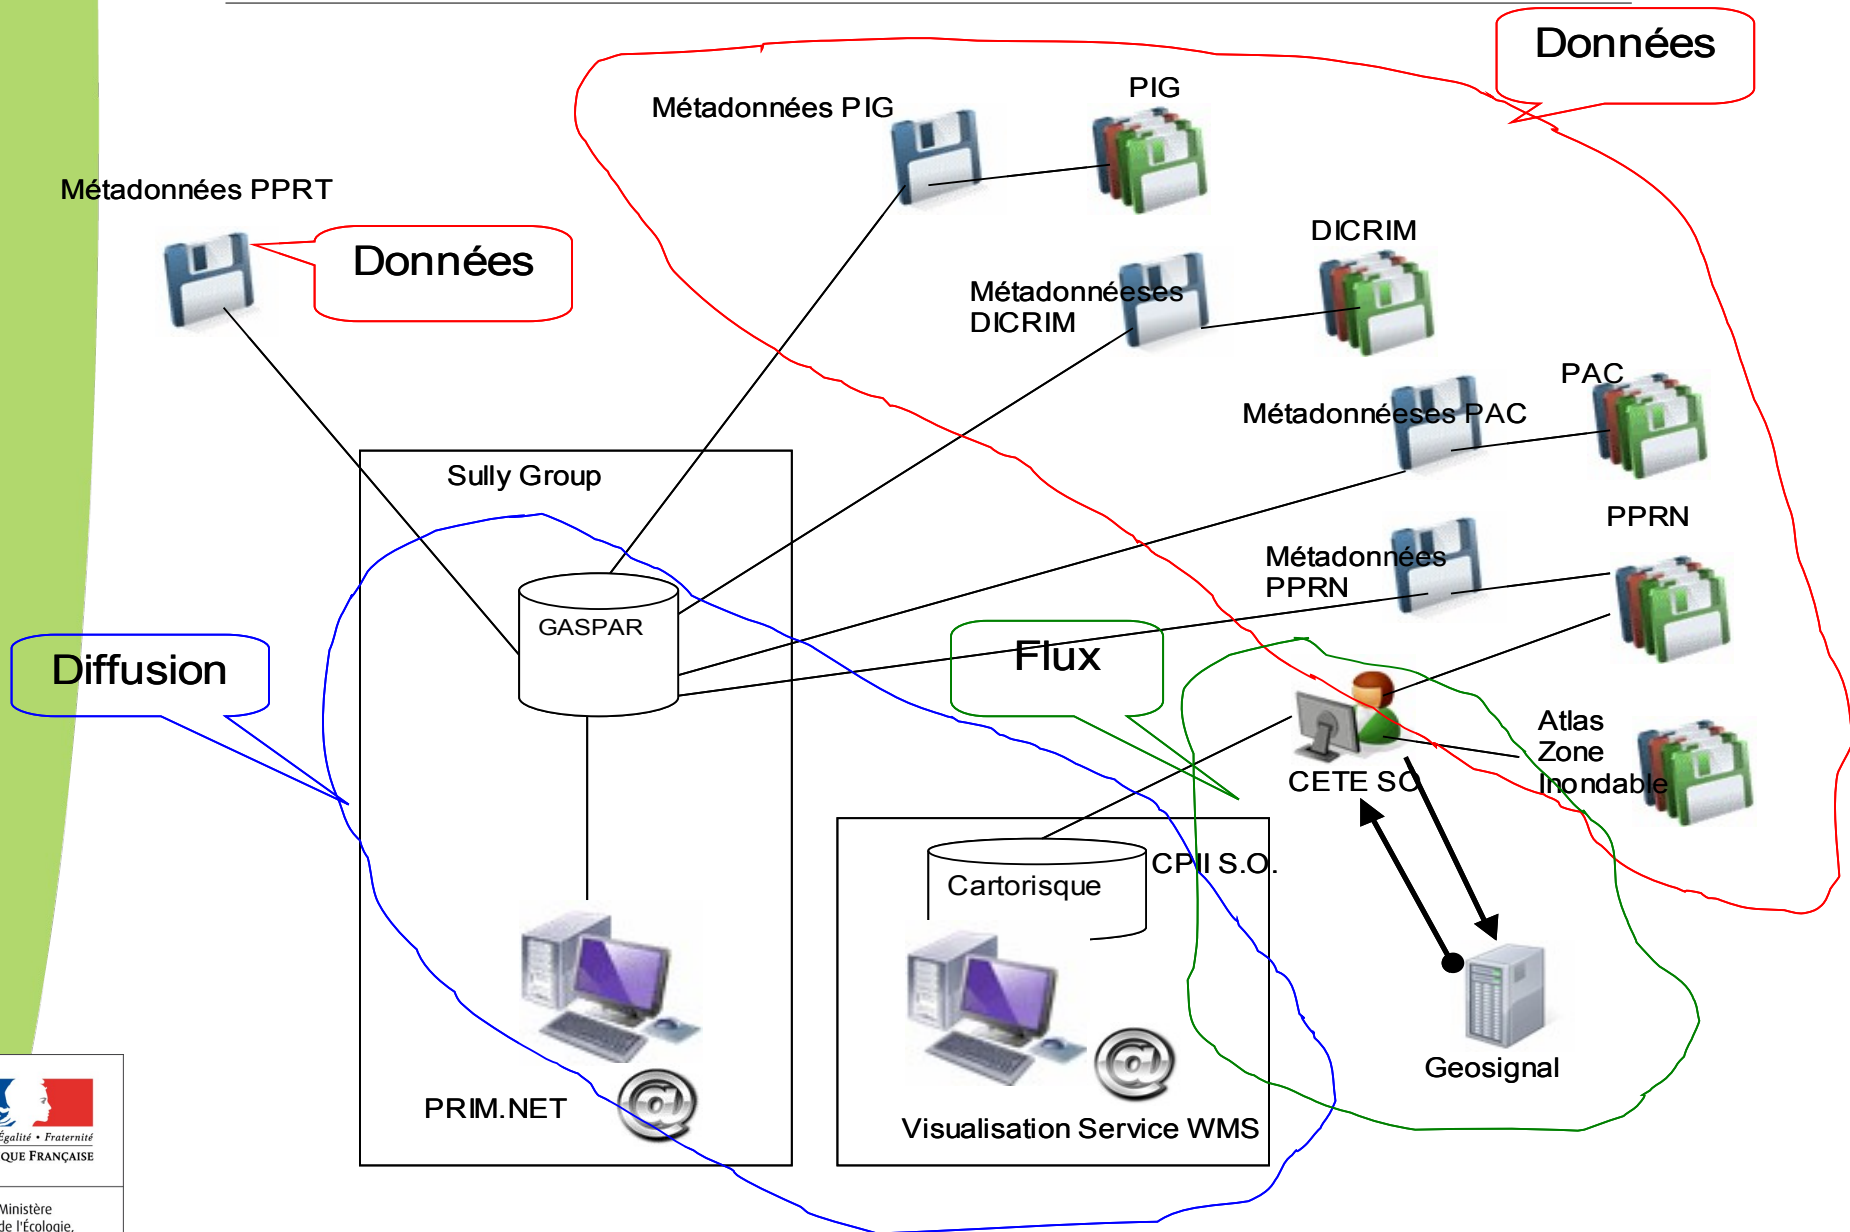 Données
PIG
Métadonnées PIG
Métadonnées PPRT
Données
DICRIM
Métadonnéeses
DICRIM
PAC
Métadonnéeses PAC
Sully Group
PPRN
Métadonnées
PPRN
GASPAR
Diffusion
Flux
Atlas
Zone
Inondable
CETE SO
CPII S.O.
Cartorisque
Geosignal
PRIM.NET
Visualisation Service WMS
Égalité • Fraternité
QUE FRANÇAISE
Ministère
de l'Écologie,